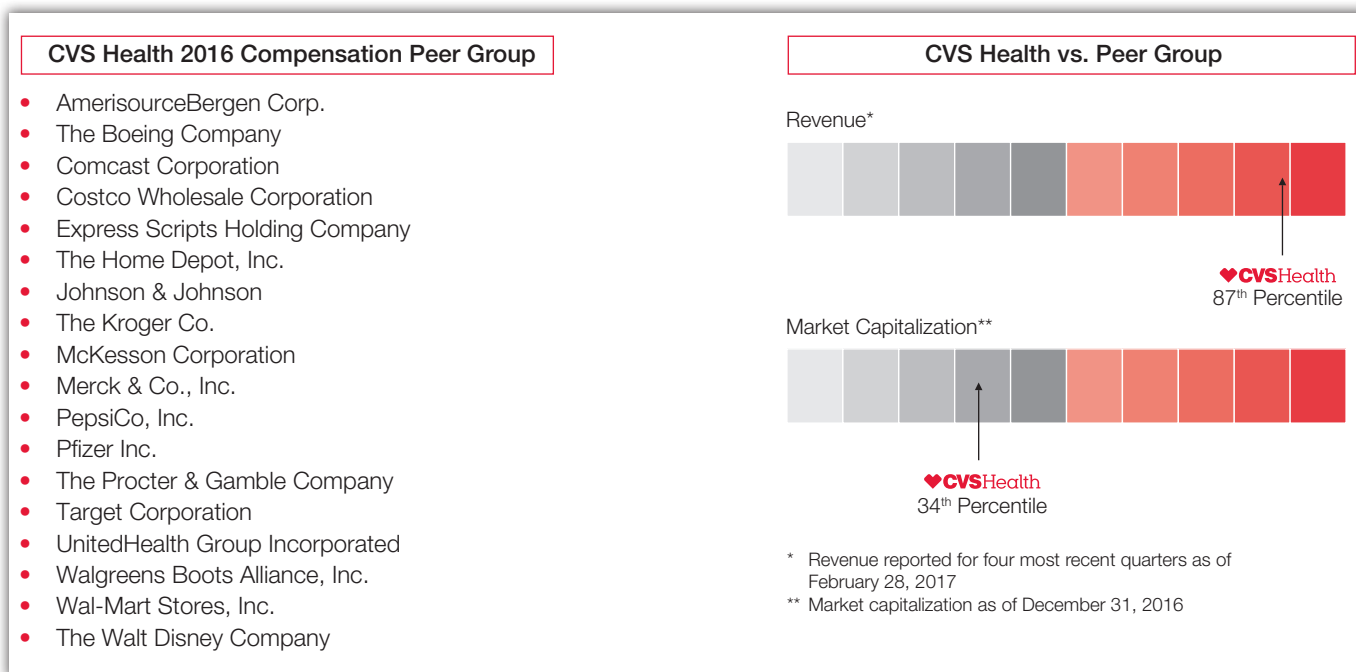 CVS Health 2016 Compensation Peer Group
• AmerisourceBergen Corp.
• The Boeing Company
• Comcast Corporation
• Costco Wholesale Corporation
• Express Scripts Holding Company
• The Home Depot, Inc.
• Johnson & Johnson
• The Kroger Co.
• McKesson Corporation
• Merck & Co., Inc.
• PepsiCo, Inc.
• Pfizer Inc.
• The Procter & Gamble Company
• Target Corporation
• UnitedHealth Group Incorporated
• Walgreens Boots Alliance, Inc.
• Wal-Mart Stores, Inc.
• The Walt Disney Company
CVS Health vs. Peer Group
Revenue*
CVSHealth
87th Percentile
Market Capitalization**
CVSHealth
34th Percentile
* Revenue reported for four most recent quarters as of
February 28, 2017
** Market capitalization as of December 31, 2016